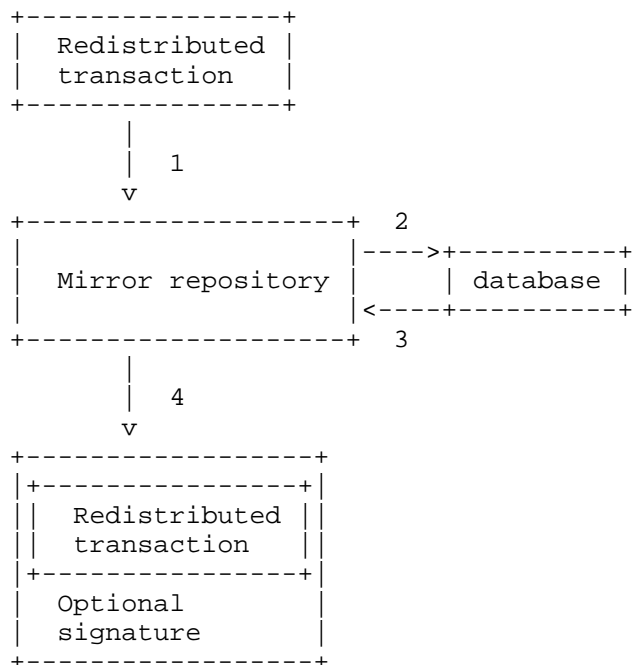 Redistributed
transaction
1
2
Mirror repository
database
3
4
Redistributed
transaction
Optional
signature